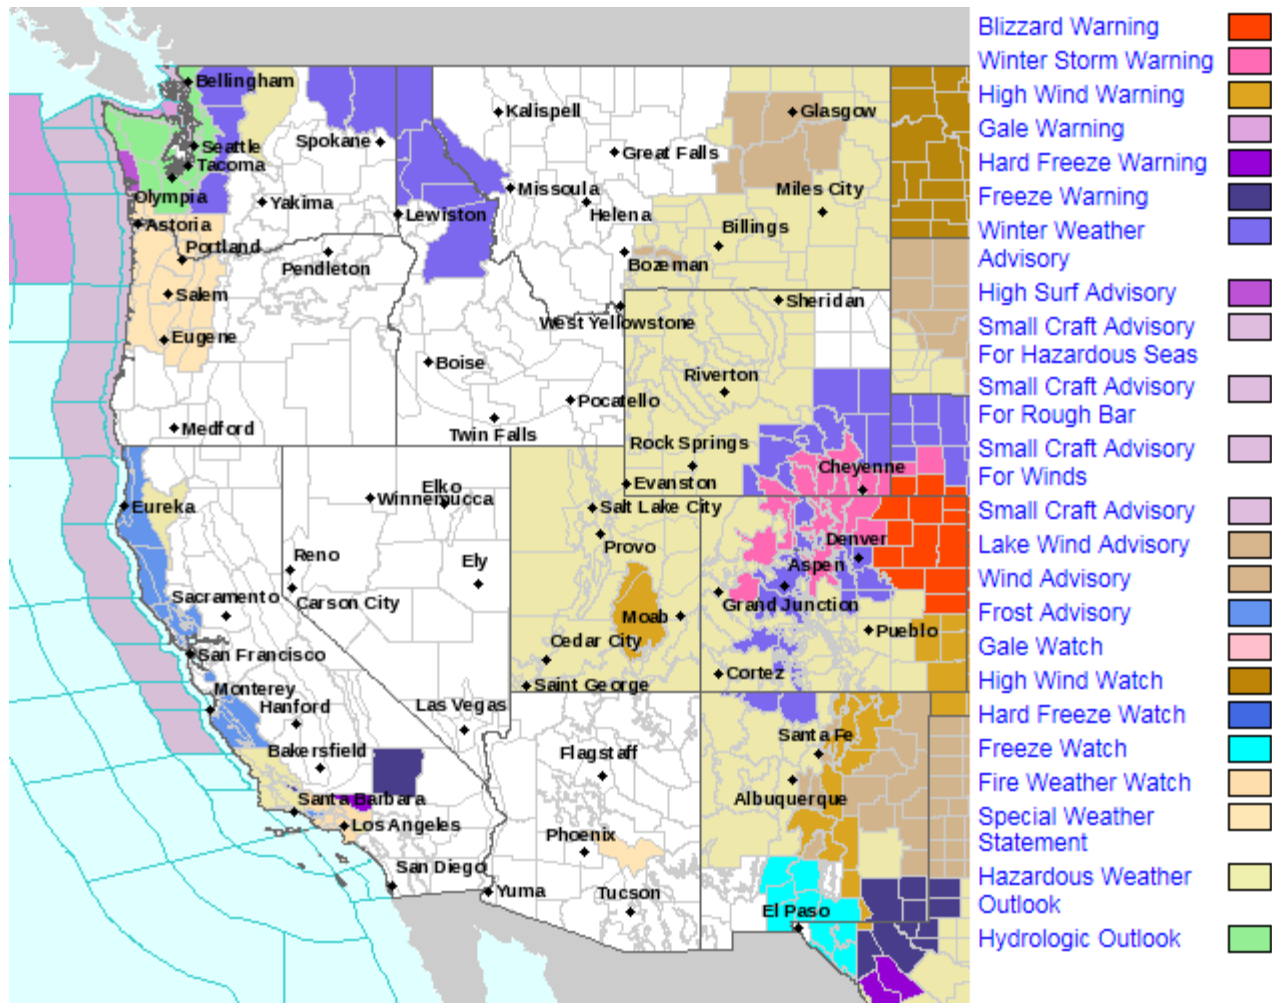 Bellingham
Seattle
Tacoma
Olympia
Spokane
Yakima
Astoria
Portland
Pendleton
Salem
Eugene
Medford
Kalispell
Great Falls
Missoula
Helena
Lewiston
Bozeman
Billings
Miles City
Glasgow
West Yellowstone
Sheridan
Boise
Pocatello
Twin Falls
Riverton
Rock Springs
Evanston
Cheyenne
Eureka
Elko
Winnemucca
Reno
Ely
Carson City
Sacramento
San Francisco
Monterey
Hanford
Bakersfield
Las Vegas
Santa Barbara
Los Angeles
San Diego
Salt Lake City
Provo
Moab
Cedar City
Saint George
Denver
Aspen
Grand Junction
Pueblo
Cortez
Flagstaff
Phoenix
Yuma
Tucson
Santa Fe
Albuquerque
El Paso
Blizzard Warning
Winter Storm Warning
High Wind Warning
Gale Warning
Hard Freeze Warning
Freeze Warning
Winter Weather
Advisory
High Surf Advisory
Small Craft Advisory
For Hazardous Seas
Small Craft Advisory
For Rough Bar
Small Craft Advisory
For Winds
Small Craft Advisory
Lake Wind Advisory
Wind Advisory
Frost Advisory
Gale Watch
High Wind Watch
Hard Freeze Watch
Freeze Watch
Fire Weather Watch
Special Weather
Statement
Hazardous Weather
Outlook
Hydrologic Outlook